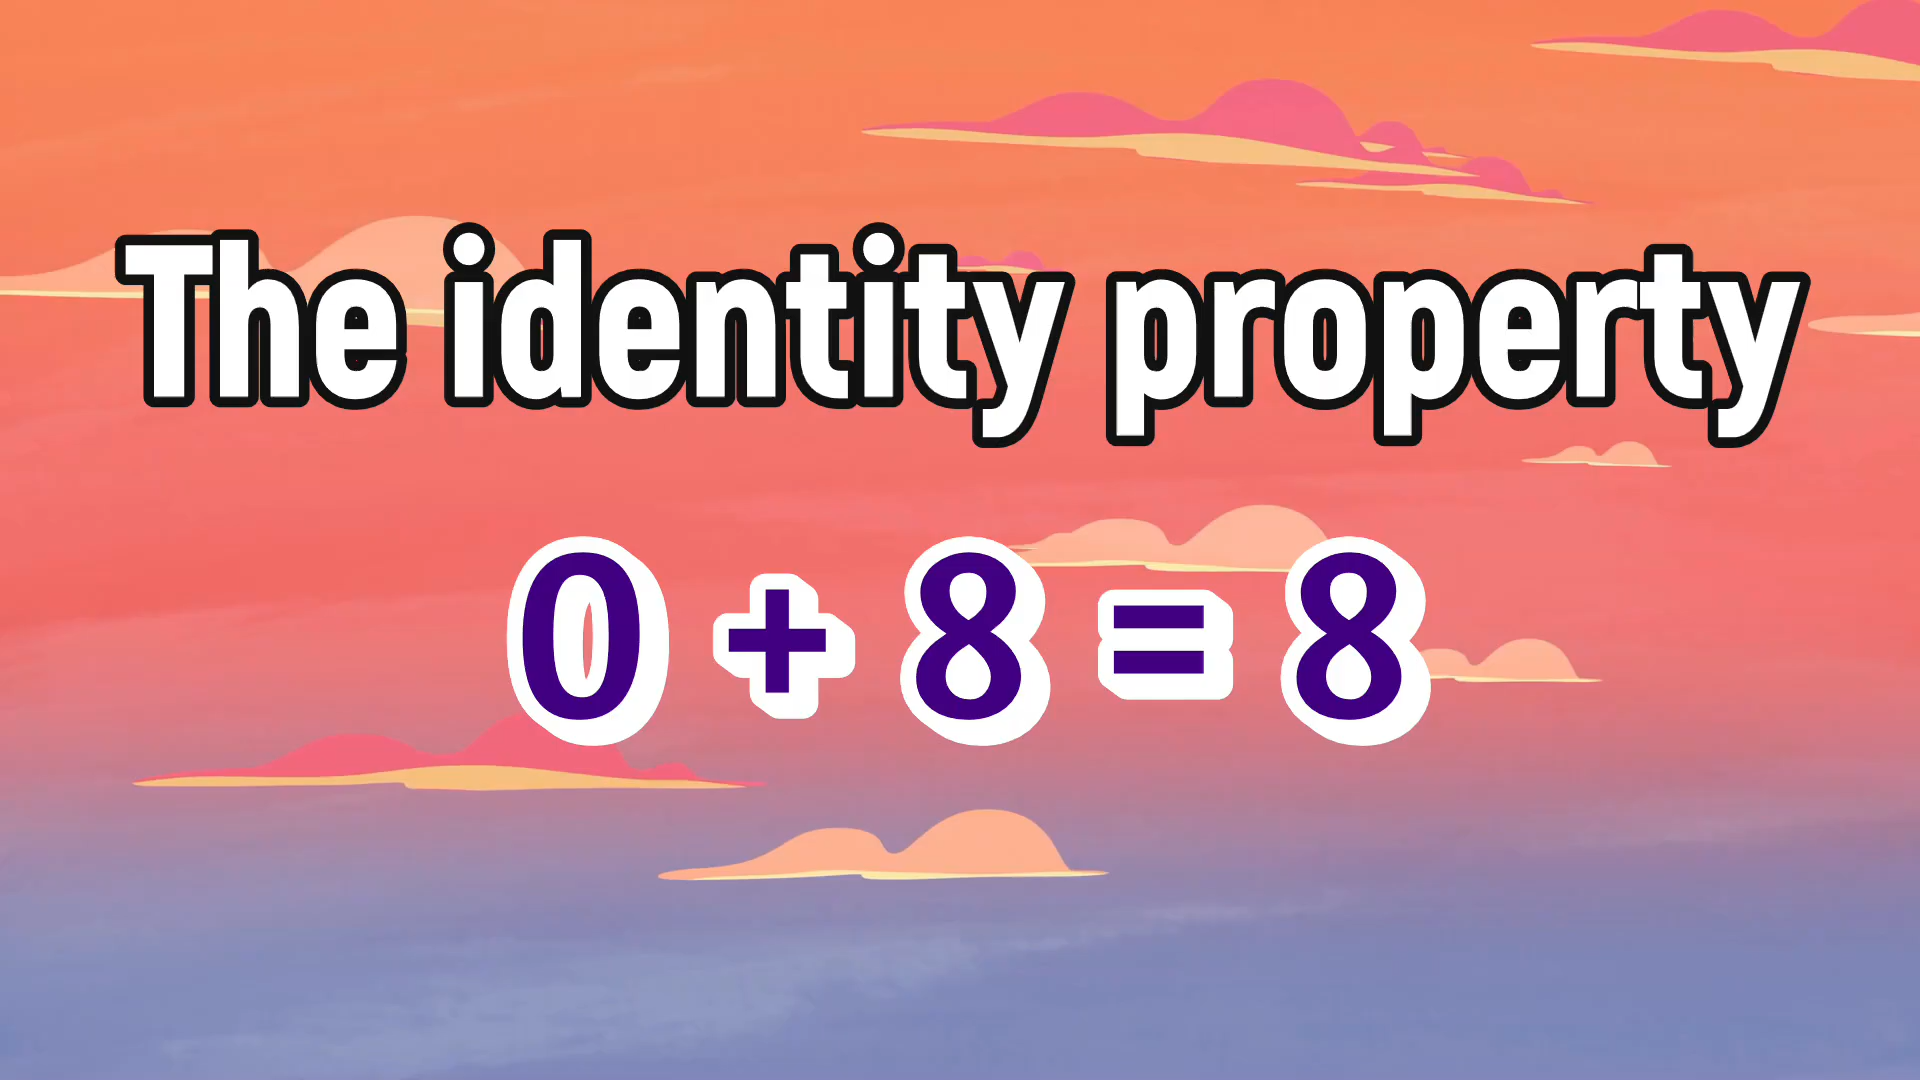 The identity property
0 + 8 = 8